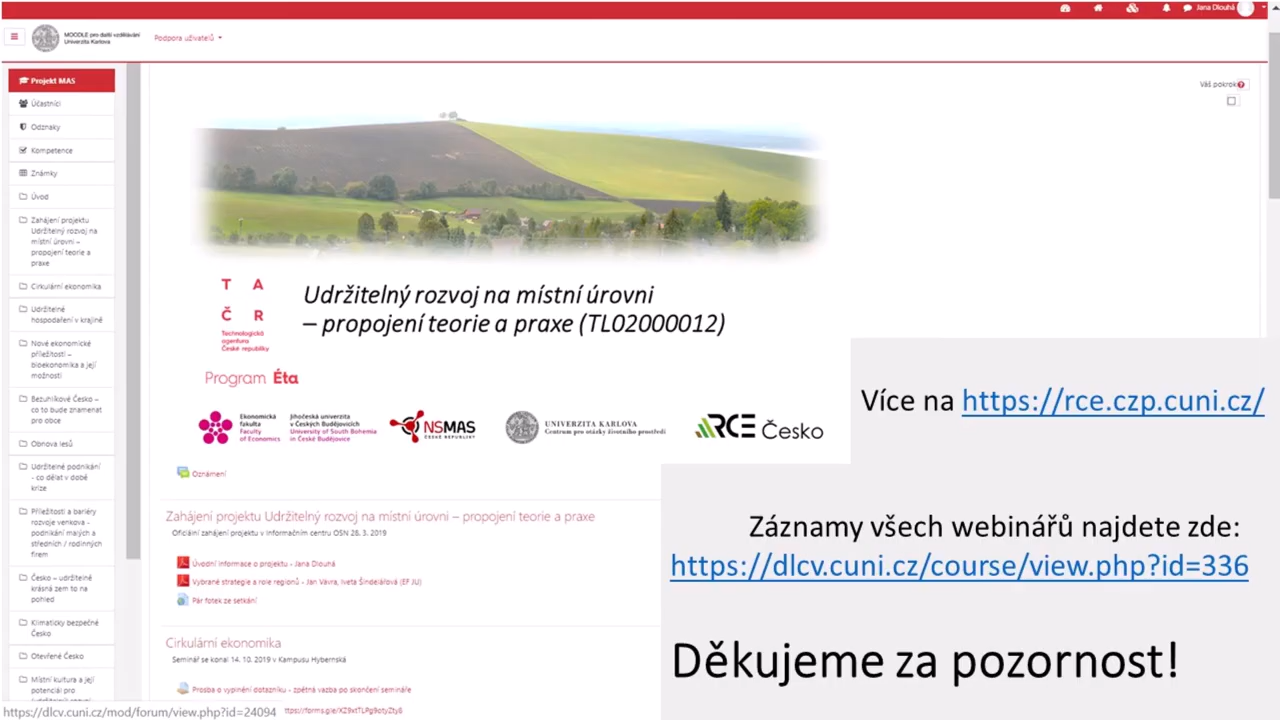 Jana Dlouhá
MOODLE pro další vzdělávání
Univerzita Karlova
Podpora uživatelů
Projekt MAS
Účastníci
Odznaky
Kompetence
Známky
Úvod
Zahájení projektu
Udržitelný rozvoj na
místní úrovni –
propojení teorie a
praxe
Cirkulární ekonomika
Udržitelné
hospodaření v krajině
Nové ekonomické
příležitosti –
bioekonomika a její
možnosti
Bezuhlíkové Česko –
co to bude znamenat
pro obce
Obnova lesů
Udržitelné podnikání
- co dělat v době
krize
Příležitosti a bariéry
rozvoje venkova -
podnikání malých a
středních / rodinných
firem
Česko – udržitelně
krásná zem to na
pohled
Klimaticky bezpečné
Česko
Otevřené Česko
Místní kultura a její
potenciál pro
Váš pokrok
T A
Č R
Technologická
agentura
České republiky
Udržitelný rozvoj na místní úrovni
– propojení teorie a praxe (TL02000012)
Program Éta
Ekonomická
fakulta
Faculty
of Economics
Jihočeská univerzita
v Českých Budějovicích
University of South Bohemia
in České Budějovice
NSMAS
ČESKÉ REPUBLIKY
UNIVERZITA KARLOVA
Centrum pro otázky životního prostředí
RCE Česko
Oznámení
Zahájení projektu Udržitelný rozvoj na místní úrovni – propojení teorie a praxe
Oficiální zahájení projektu v Informačním centru OSN 26. 3. 2019
Úvodní informace o projektu - Jana Dlouhá
Vybrané strategie a role regionů - Jan Vávra, Iveta Šindelářová (EF JU)
Pár fotek ze setkání
Cirkulární ekonomika
Seminář se konal 14. 10. 2019 v Kampusu Hybernská
Prosba o vyplnění dotazníku - zpětná vazba po skončení semináře
https://dlcv.cuni.cz/mod/forum/view.php?id=24094
Více na https://rce.czp.cuni.cz/
Záznamy všech webinářů najdete zde:
https://dlcv.cuni.cz/course/view.php?id=336
Děkujeme za pozornost!